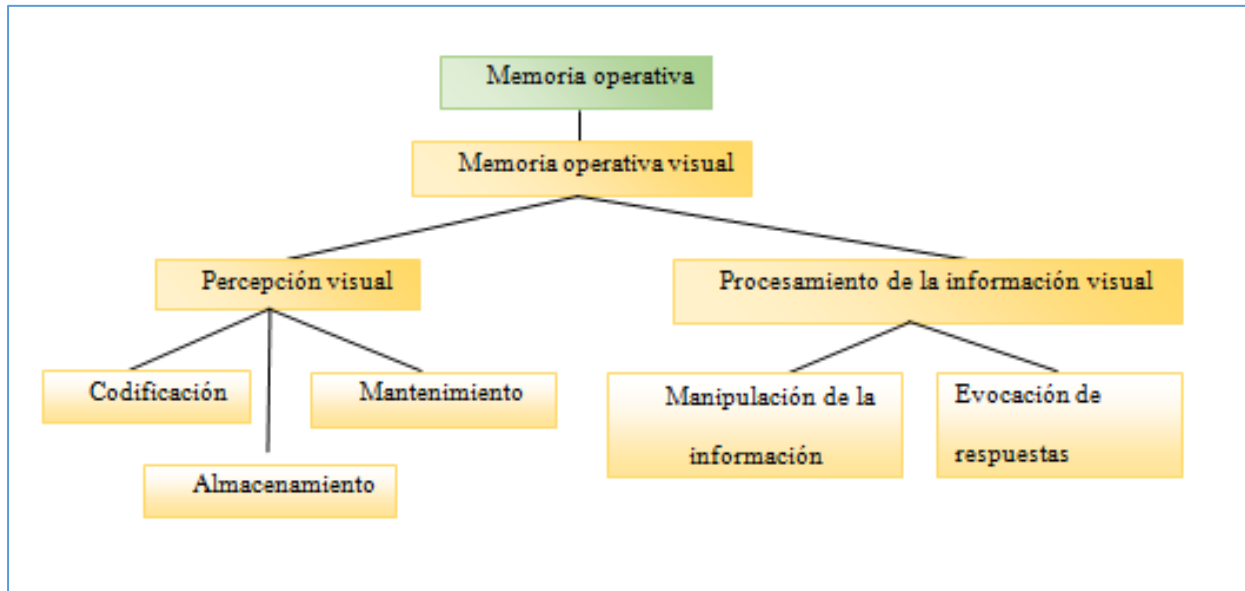 Memoria operativa
Memoria operativa visual
Percepción visual
Procesamiento de la información visual
Codificación
Mantenimiento
Almacenamiento
Manipulación de la
información
Evocación de
respuestas